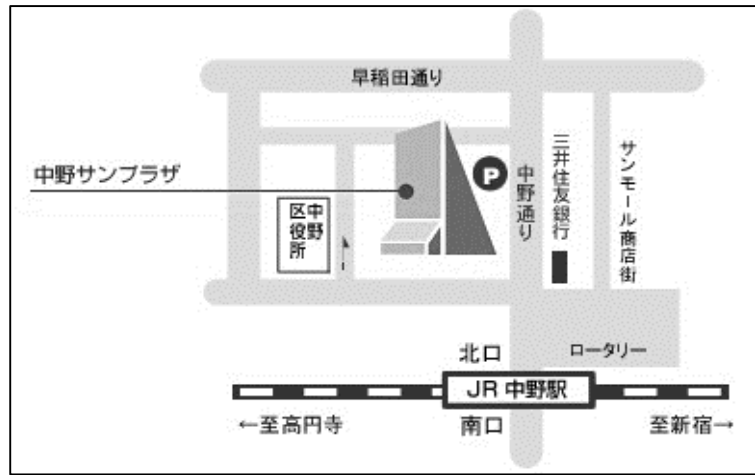 早稲田通り
中野サンプラザ
P
中野通り
三井住友銀行
サンモール商店街
中野
区役所
北口
ロータリー
JR 中野駅
←至高円寺
南口
至新宿→